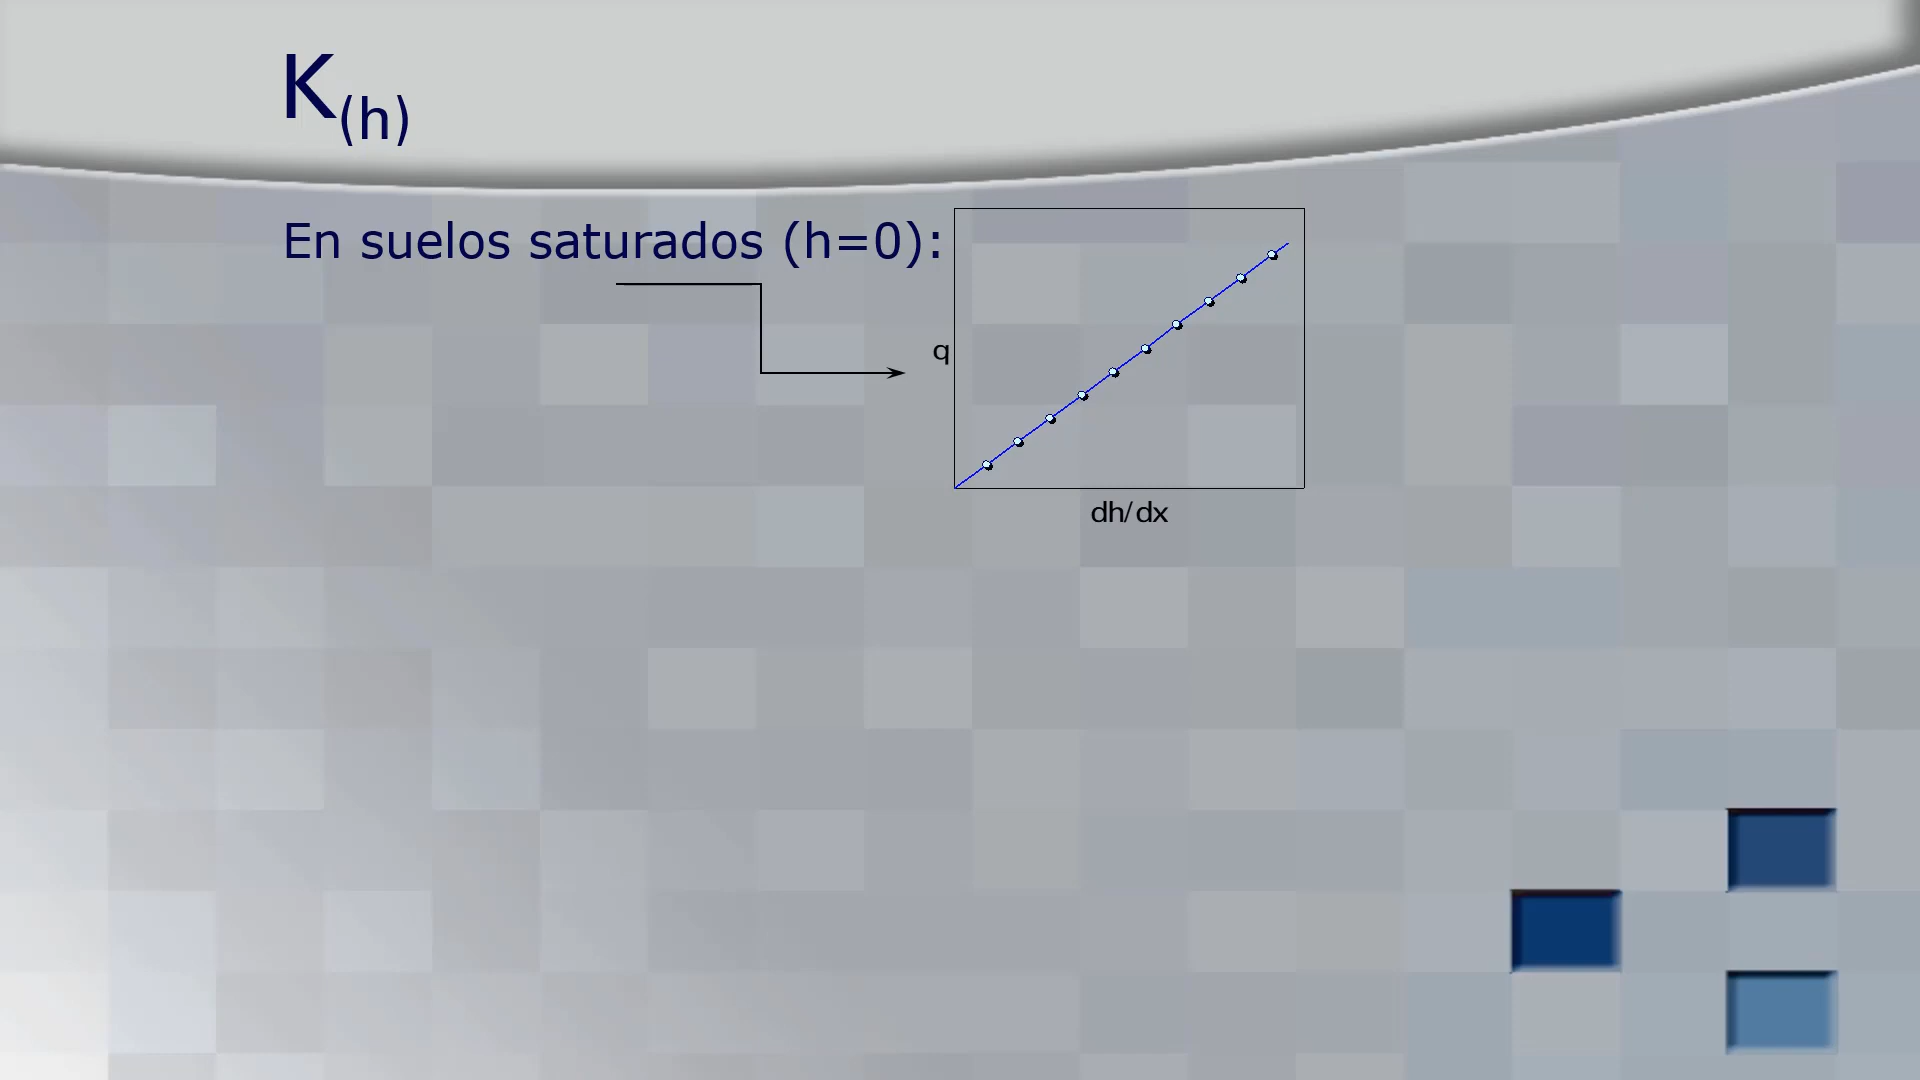 K(h)
En suelos saturados (h=0):
q
dh/dx